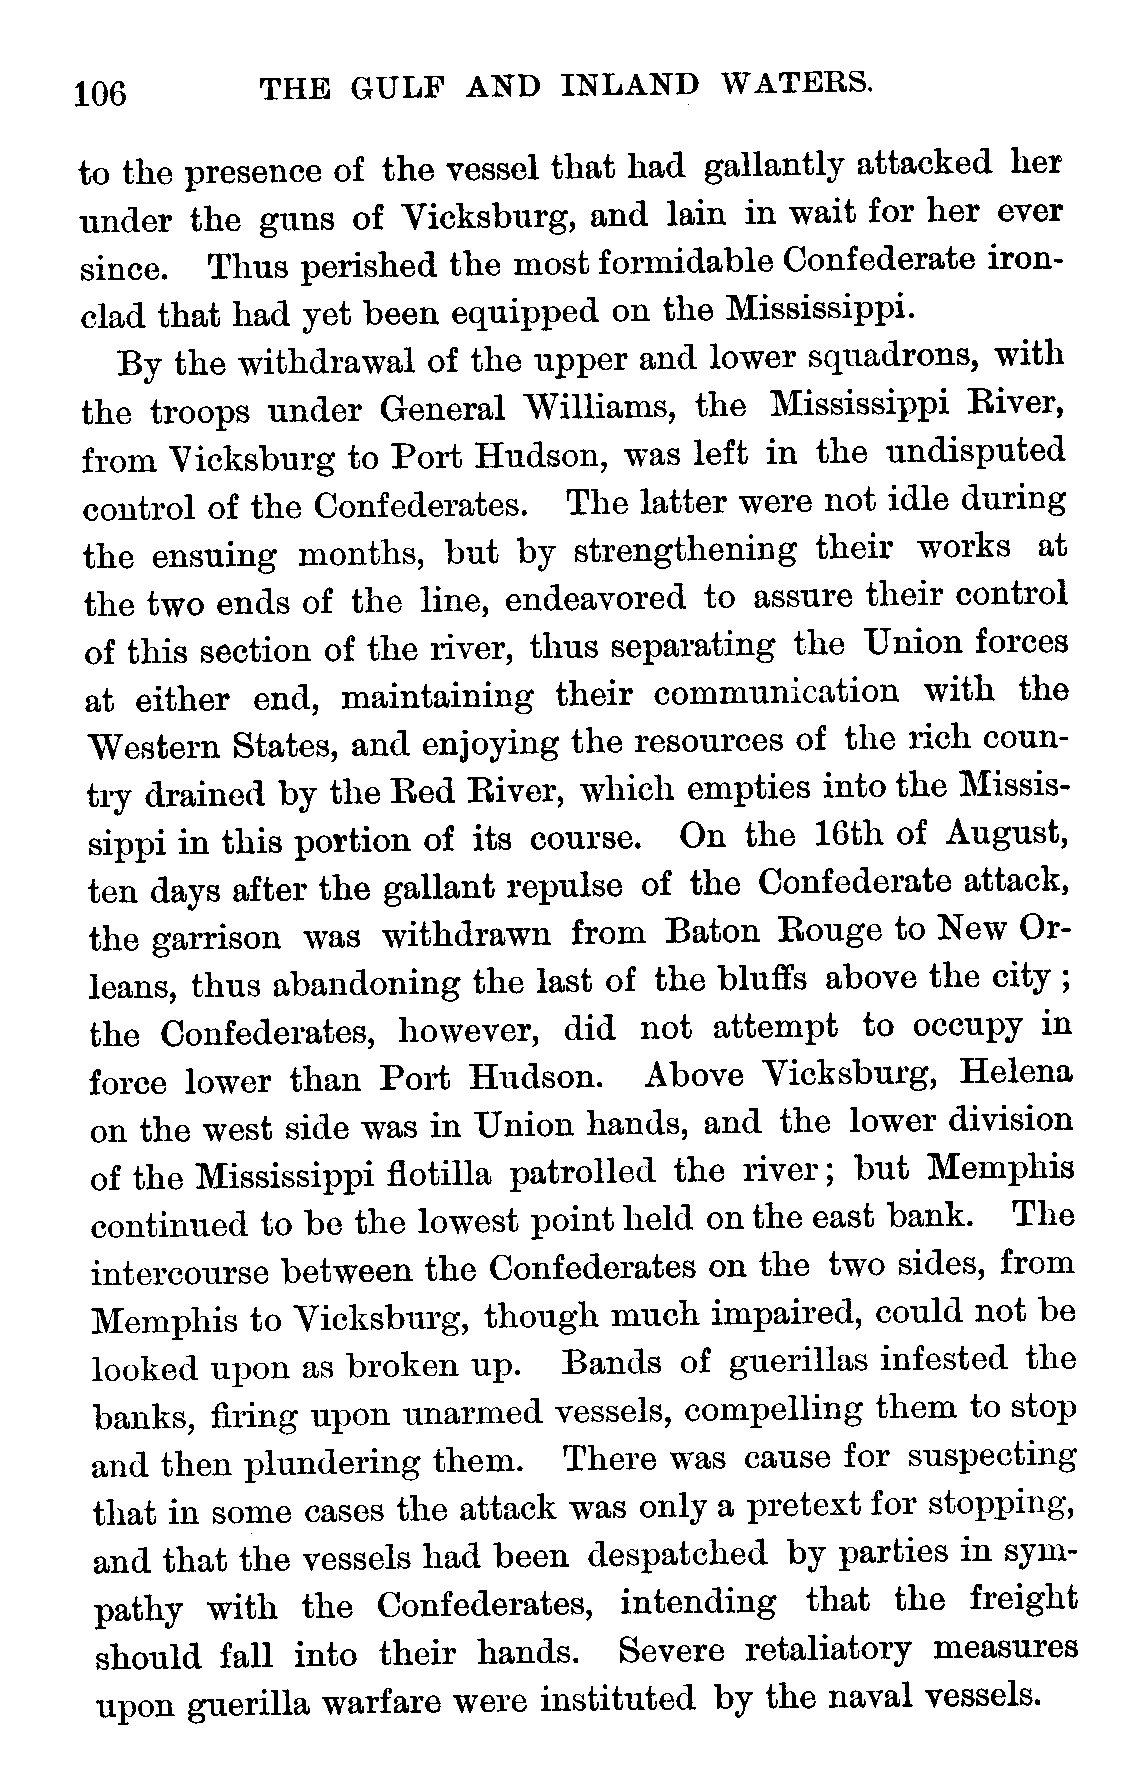 106 THE GULF AND INLAND WATERS.
to the presence of the vessel that had gallantly attacked her
under the guns of Vicksburg, and lain in wait for her ever
since. Thus perished the most formidable Confederate iron-
clad that had yet been equipped on the Mississippi.
By the withdrawal of the upper and lower squadrons, with
the troops under General Williams, the Mississippi River,
from Vicksburg to Port Hudson, was left in the undisputed
control of the Confederates. The latter were not idle during
the ensuing months, but by strengthening their works at
the two ends of the line, endeavored to assure their control
of this section of the river, thus separating the Union forces
at either end, maintaining their communication with the
Western States, and enjoying the resources of the rich coun-
try drained by the Red River, which empties into the Missis-
sippi in this portion of its course. On the 16th of August,
ten days after the gallant repulse of the Confederate attack,
the garrison was withdrawn from Baton Rouge to New Or-
leans, thus abandoning the last of the bluffs above the city ;
the Confederates, however, did not attempt to occupy in
force lower than Port Hudson. Above Vicksburg, Helena
on the west side was in Union hands, and the lower division
of the Mississippi flotilla patrolled the river ; but Memphis
continued to be the lowest point held on the east bank. The
intercourse between the Confederates on the two sides, from
Memphis to Vicksburg, though much impaired, could not be
looked upon as broken up. Bands of guerillas infested the
banks, firing upon unarmed vessels, compelling them to stop
and then plundering them. There was cause for suspecting
that in some cases the attack was only a pretext for stopping,
and that the vessels had been despatched by parties in sym-
pathy with the Confederates, intending that the freight
should fall into their hands. Severe retaliatory measures
upon guerilla warfare were instituted by the naval vessels.